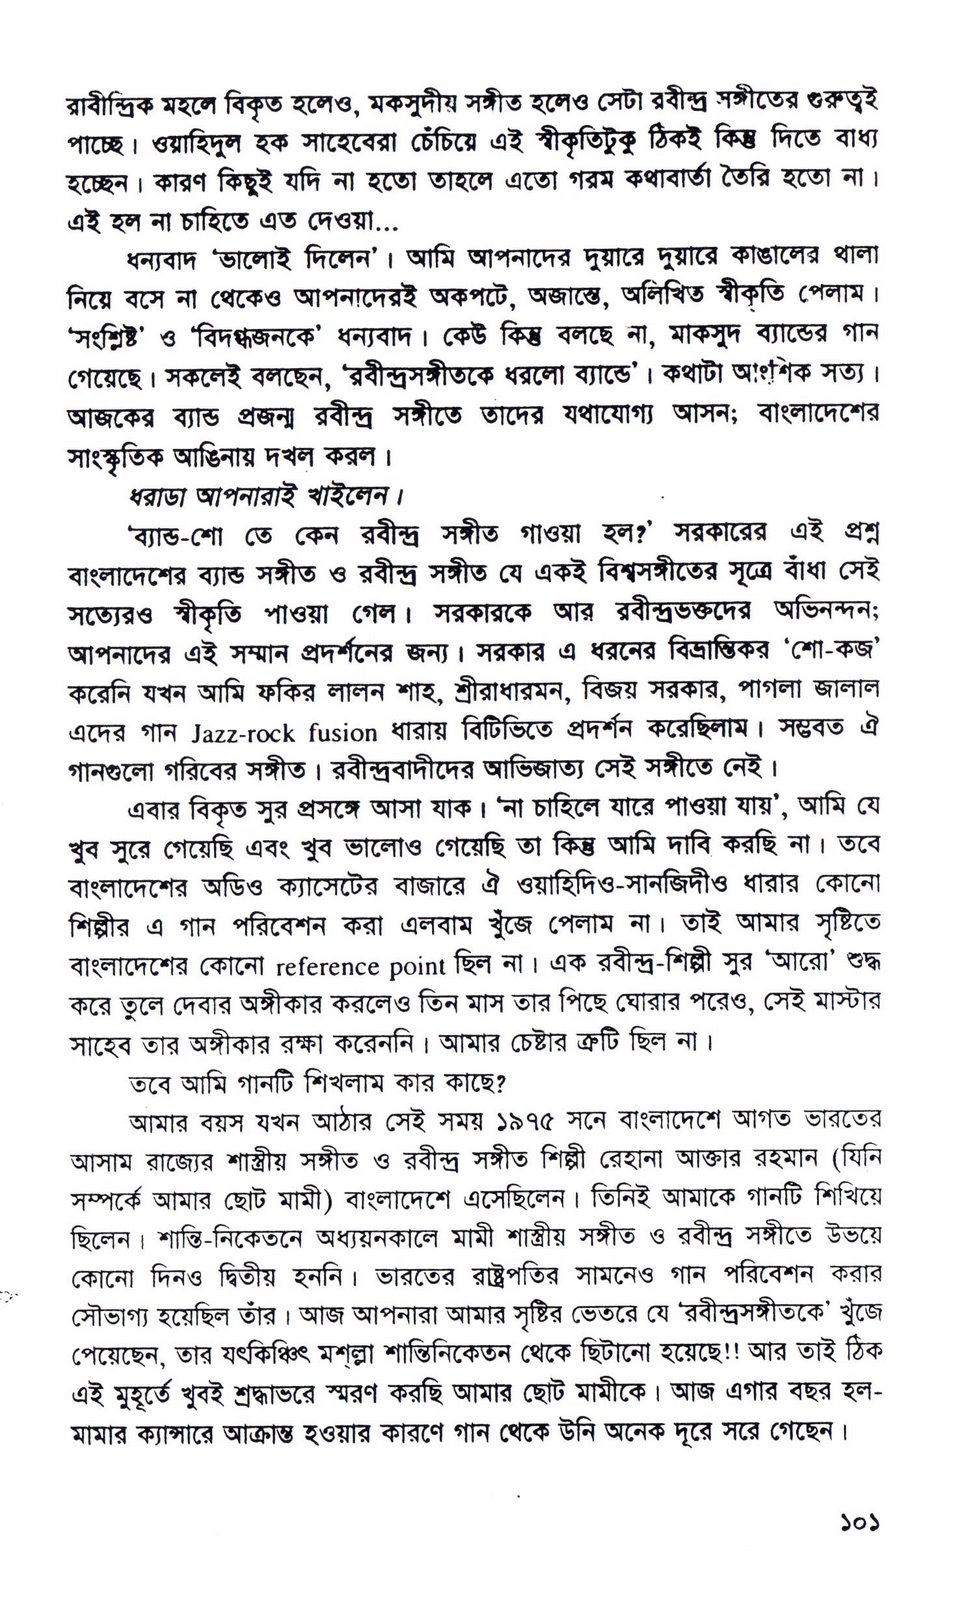 রাবীন্দ্রিক মহলে বিকৃত হলেও, মকসুদীয় সঙ্গীত হলেও সেটা রবীন্দ্র সঙ্গীতের গুরুত্বই
পাচ্ছে। ওয়াহিদুল হক সাহেবেরা চেঁচিয়ে এই স্বীকৃতিটুকু ঠিকই কিন্তু দিতে বাধ্য
হচ্ছেন। কারণ কিছুই যদি না হতো তাহলে এতো গরম কথাবার্তা তৈরি হতো না।
এই হল না চাহিতে এত দেওয়া...
ধন্যবাদ ‘ভালোই দিলেন’। আমি আপনাদের দুয়ারে দুয়ারে কাঙালের থালা
নিয়ে বসে না থেকেও আপনাদেরই অকপটে, অজান্তে, অলিখিত স্বীকৃতি পেলাম।
‘সংশ্লিষ্ট’ ও ‘বিদগ্ধজনকে’ ধন্যবাদ। কেউ কিন্তু বলছে না, মাকসুদ ব্যান্ডের গান
গেয়েছে। সকলেই বলছেন, ‘রবীন্দ্রসঙ্গীতকে ধরলো ব্যান্ডে’। কথাটা আংশিক সত্য।
আজকের ব্যান্ড প্রজন্ম রবীন্দ্র সঙ্গীতে তাদের যথাযোগ্য আসন; বাংলাদেশের
সাংস্কৃতিক আঙিনায় দখল করল।
ধরাডা আপনারাই খাইলেন।
‘ব্যান্ড-শো তে কেন রবীন্দ্র সঙ্গীত গাওয়া হল?’ সরকারের এই প্রশ্ন
বাংলাদেশের ব্যান্ড সঙ্গীত ও রবীন্দ্র সঙ্গীত যে একই বিশ্বসঙ্গীতের সূত্রে বাঁধা সেই
সত্যেরও স্বীকৃতি পাওয়া গেল। সরকারকে আর রবীন্দ্রভক্তদের অভিনন্দন;
আপনাদের এই সম্মান প্রদর্শনের জন্য। সরকার এ ধরনের বিভ্রান্তিকর ‘শো-কজ’
করেনি যখন আমি ফকির লালন শাহ, শ্রীরাধারমন, বিজয় সরকার, পাগলা জালাল
এদের গান Jazz-rock fusion ধারায় বিটিভিতে প্রদর্শন করেছিলাম। সম্ভবত ঐ
গানগুলো গরিবের সঙ্গীত। রবীন্দ্রবাদীদের আভিজাত্য সেই সঙ্গীতে নেই।
এবার বিকৃত সুর প্রসঙ্গে আসা যাক। ‘না চাহিলে যারে পাওয়া যায়’, আমি যে
খুব সুরে গেয়েছি এবং খুব ভালোও গেয়েছি তা কিন্তু আমি দাবি করছি না। তবে
বাংলাদেশের অডিও ক্যাসেটের বাজারে ঐ ওয়াহিদিও-সানজিদীও ধারার কোনো
শিল্পীর এ গান পরিবেশন করা এলবাম খুঁজে পেলাম না। তাই আমার সৃষ্টিতে
বাংলাদেশের কোনো reference point ছিল না। এক রবীন্দ্র-শিল্পী সুর ‘আরো’ শুদ্ধ
করে তুলে দেবার অঙ্গীকার করলেও তিন মাস তার পিছে ঘোরার পরেও, সেই মাস্টার
সাহেব তার অঙ্গীকার রক্ষা করেননি। আমার চেষ্টার ত্রুটি ছিল না।
তবে আমি গানটি শিখলাম কার কাছে?
আমার বয়স যখন আঠার সেই সময় ১৯৭৫ সনে বাংলাদেশে আগত ভারতের
আসাম রাজ্যের শাস্ত্রীয় সঙ্গীত ও রবীন্দ্র সঙ্গীত শিল্পী রেহানা আক্তার রহমান (যিনি
সম্পর্কে আমার ছোট মামী) বাংলাদেশে এসেছিলেন। তিনিই আমাকে গানটি শিখিয়ে
ছিলেন। শান্তি-নিকেতনে অধ্যয়নকালে মামী শাস্ত্রীয় সঙ্গীত ও রবীন্দ্র সঙ্গীতে উভয়ে
কোনো দিনও দ্বিতীয় হননি। ভারতের রাষ্ট্রপতির সামনেও গান পরিবেশন করার
সৌভাগ্য হয়েছিল তাঁর। আজ আপনারা আমার সৃষ্টির ভেতরে যে ‘রবীন্দ্রসঙ্গীতকে’ খুঁজে
পেয়েছেন, তার যৎকিঞ্চিৎ মশল্লা শান্তিনিকেতন থেকে ছিটানো হয়েছে!! আর তাই ঠিক
এই মুহূর্তে খুবই শ্রদ্ধাভরে স্মরণ করছি আমার ছোট মামীকে। আজ এগার বছর হল-
মামার ক্যান্সারে আক্রান্ত হওয়ার কারণে গান থেকে উনি অনেক দূরে সরে গেছেন।
১০১